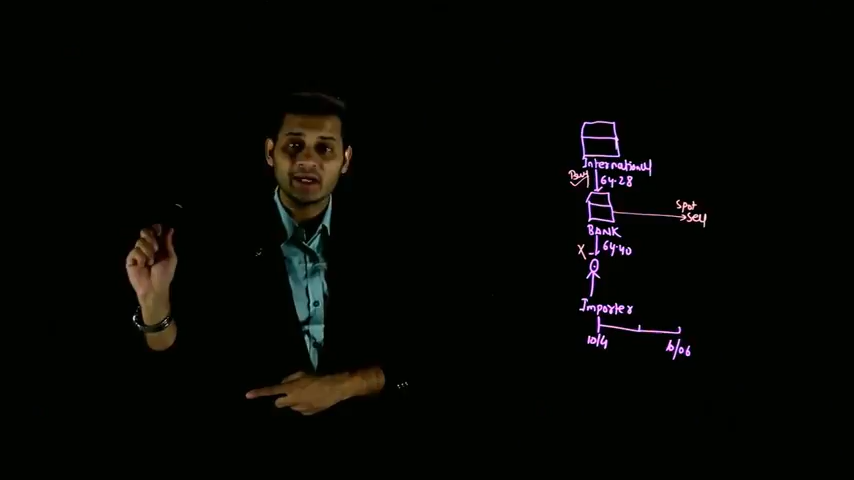 International
Buy
64.28
Spot
Sell
BANK
X
64.40
Importer
10/4
10/06